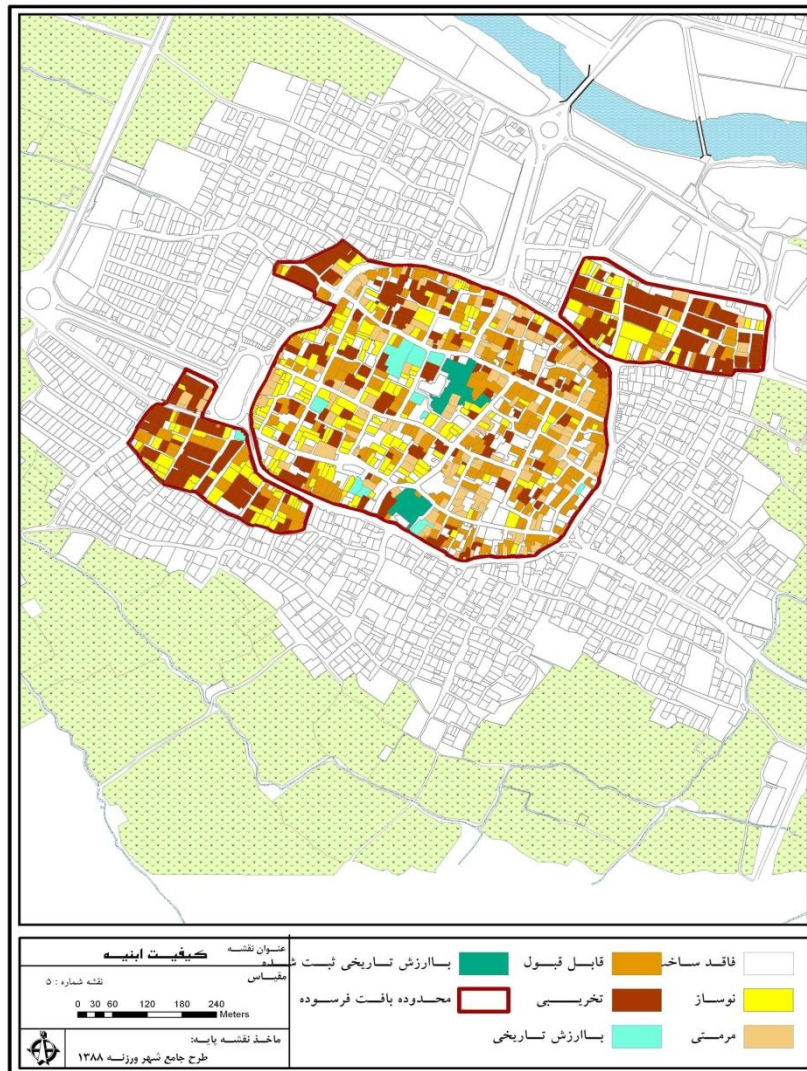 فاقد ساخت
نوساز
مرمتی
قابل قبول
تخریبی
باارزش تاریخی
باارزش تاریخی ثبت شده
محدوده بافت فرسوده
عنوان نقشه
کیفیت ابنیه
مقیاس
نقشه شماره : ۵
0 30 60 120 180 240
Meters
ماخذ نقشه پایه:
طرح جامع شهر ورزنه ۱۳۸۸